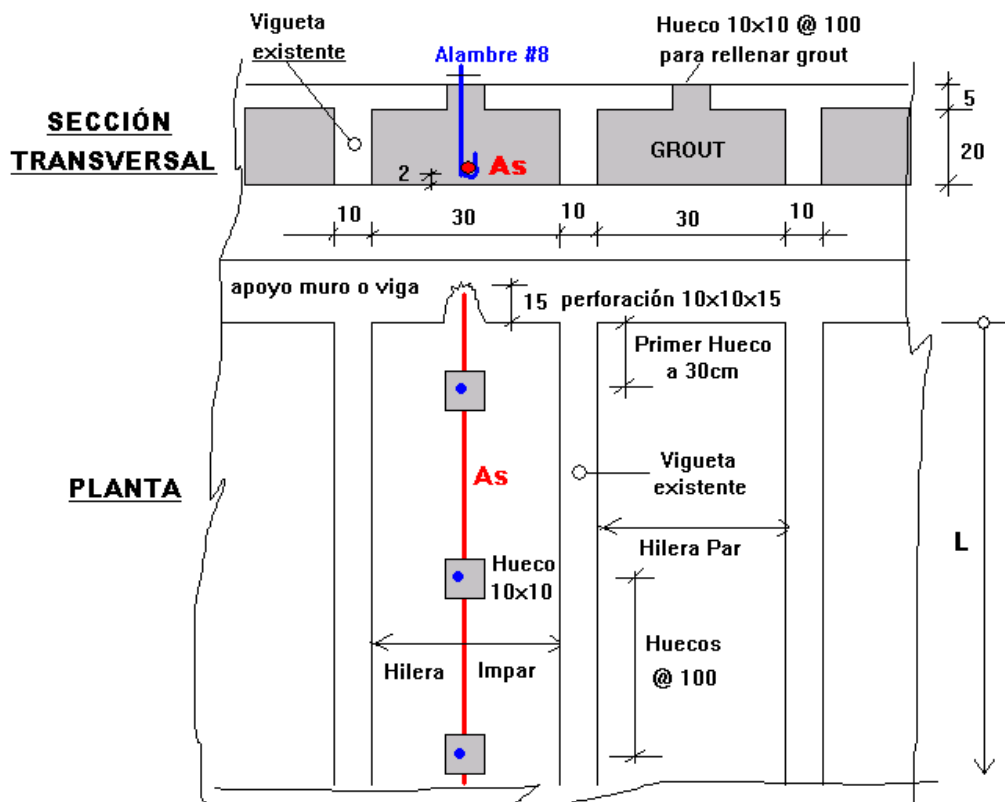 Vigueta
existente
Alambre #8
Hueco 10x10 @ 100
para rellenar grout
SECCIÓN
TRANSVERSAL
2
As
GROUT
5
20
10
30
10
30
10
apoyo muro o viga
15
perforación 10x10x15
Primer Hueco
a 30cm
PLANTA
As
Vigueta
existente
Hilera Par
L
Hueco
10x10
Huecos
@ 100
Hilera Impar